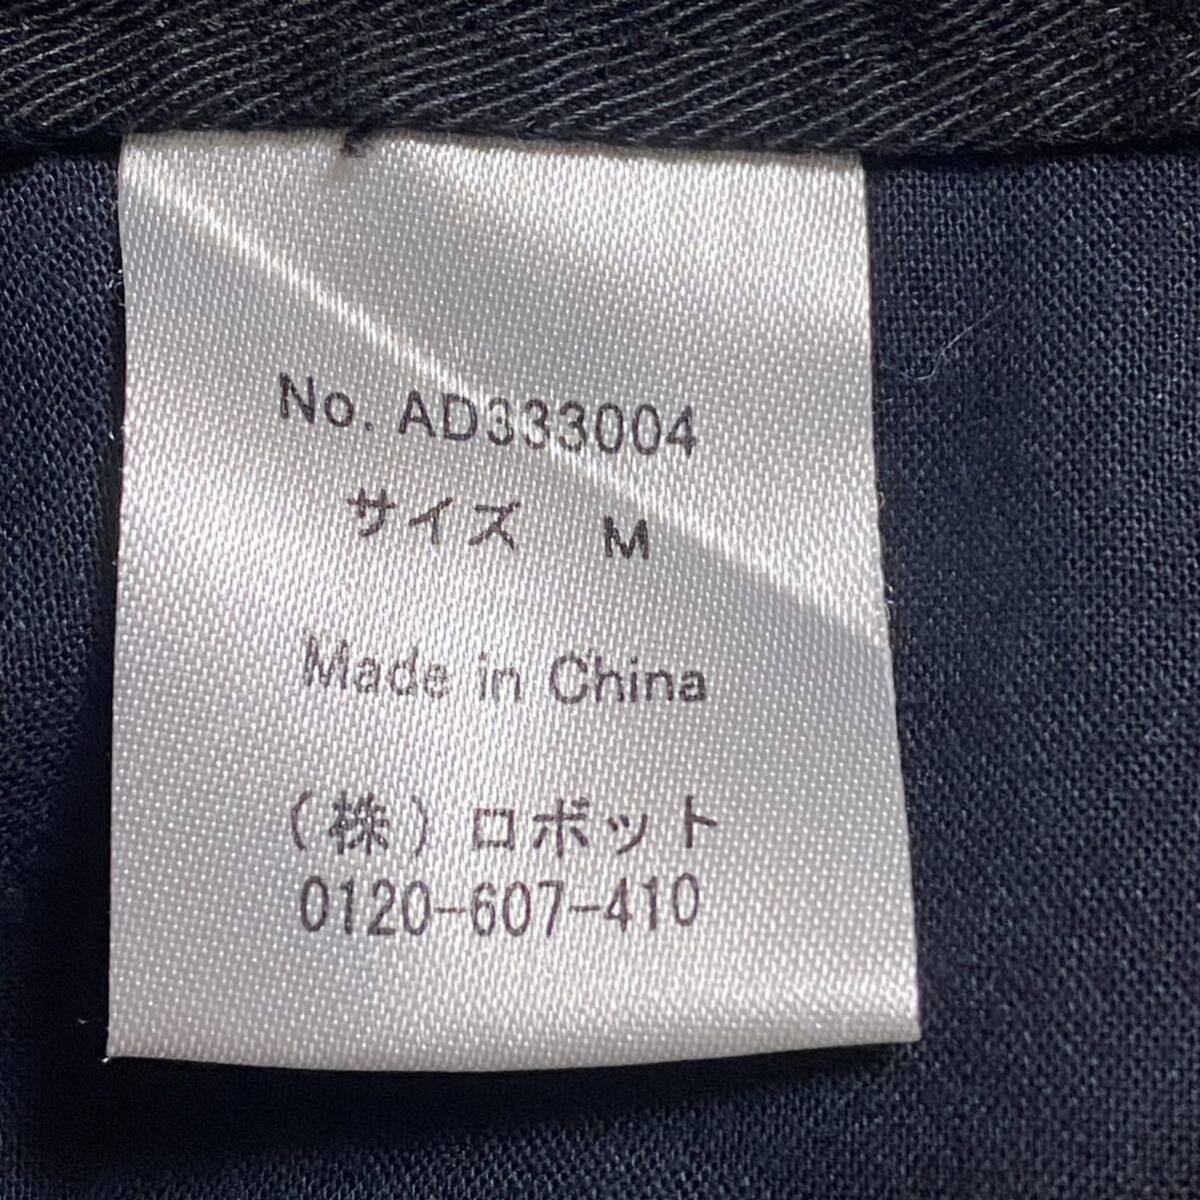 No. AD333004
サイズ　M
Made in China
（株）ロボット
0120-607-410